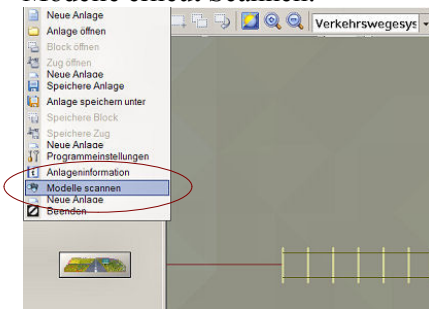 Modelle erneut Scannen.
Neue Anlage
Anlage öffnen
Block öffnen
Zug öffnen
Neue Anlage
Speichere Anlage
Anlage speichern unter
Speichere Block
Speichere Zug
Neue Anlage
Programmeinstellungen
Anlageninformation
Modelle scannen
Neue Anlage
Beenden
Verkehrswegesys